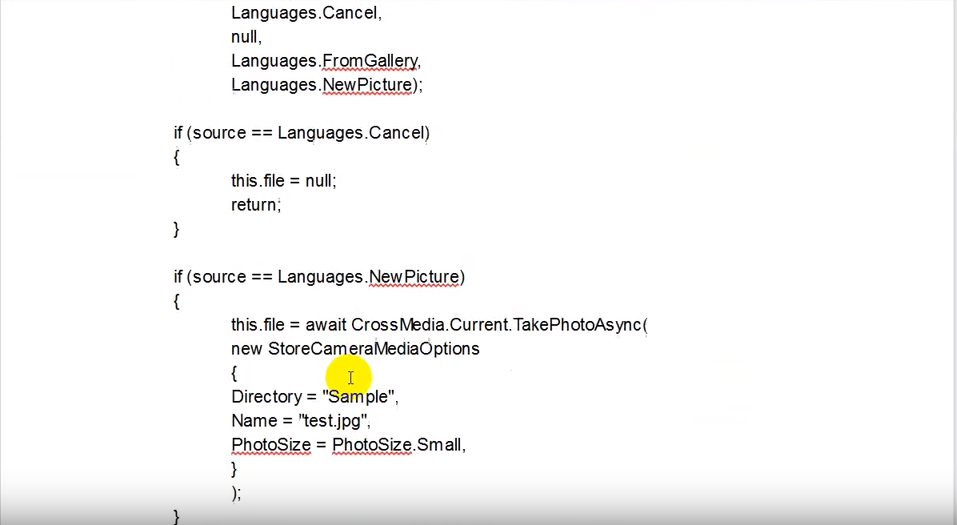 Languages.Cancel,
null,
Languages.FromGallery,
Languages.NewPicture);
if (source == Languages.Cancel)
{
this.file = null;
return;
}
if (source == Languages.NewPicture)
{
this.file = await CrossMedia.Current.TakePhotoAsync(
new StoreCameraMediaOptions
{
Directory = "Sample",
Name = "test.jpg",
PhotoSize = PhotoSize.Small,
}
);
}